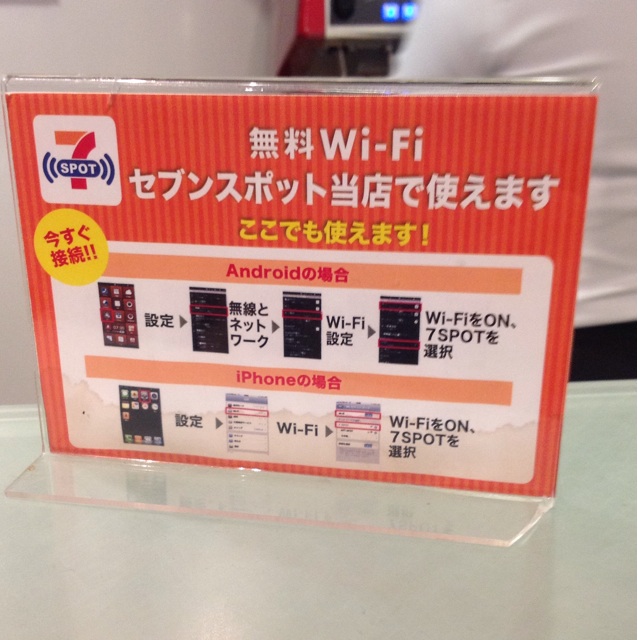 7
SPOT
無料Wi-Fi
セブンスポット当店で使えます
ここでも使えます!
今すぐ
接続!!
Androidの場合
設定
無線と
ネット
ワーク
Wi-Fi
設定
Wi-FiをON、
7SPOTを
選択
iPhoneの場合
設定
Wi-Fi
Wi-FiをON、
7SPOTを
選択